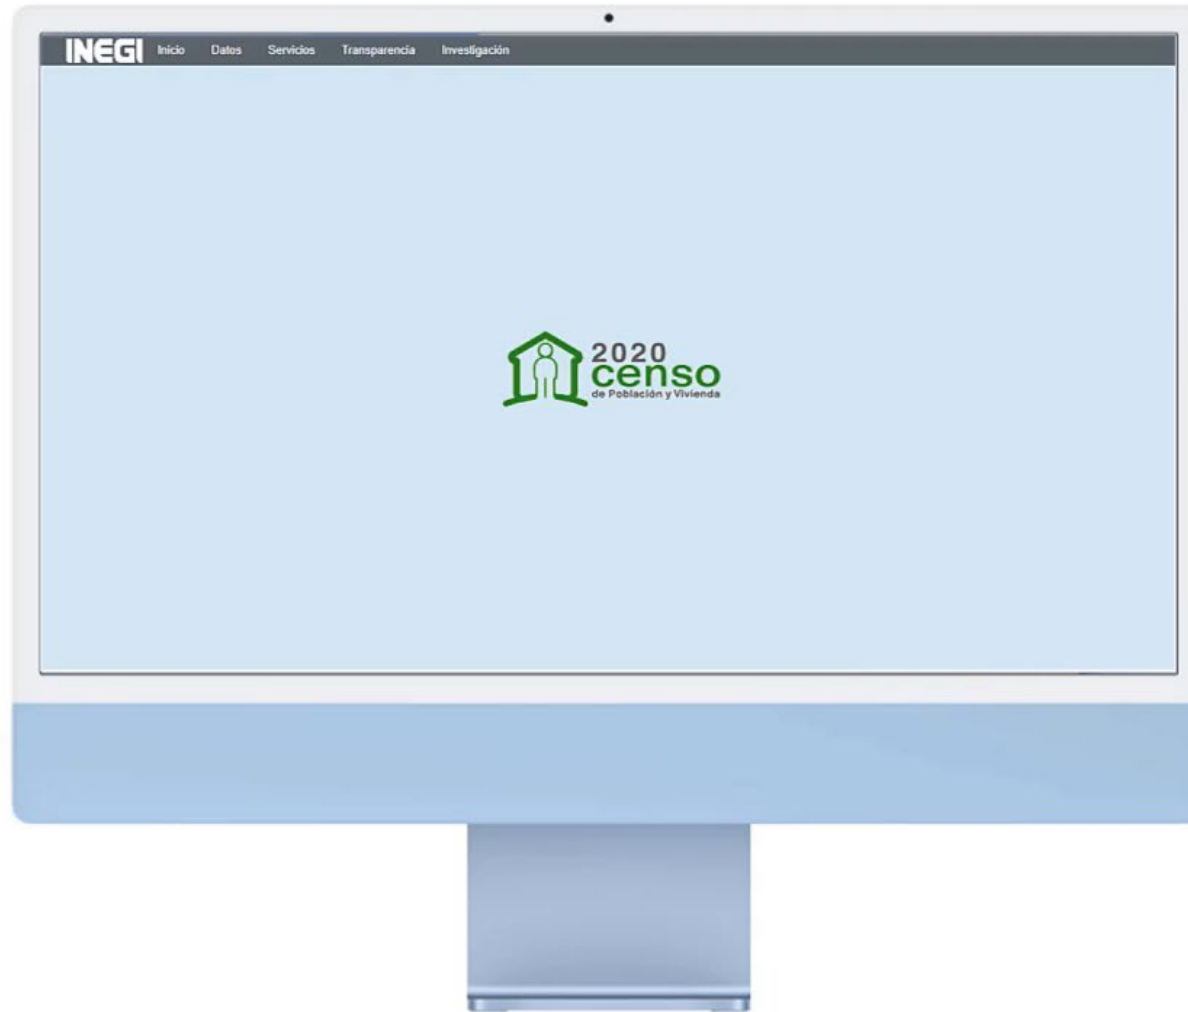 INEGI Inicio Datos Servicios Transparencia Investigación
2020
censo
de Población y Vivienda